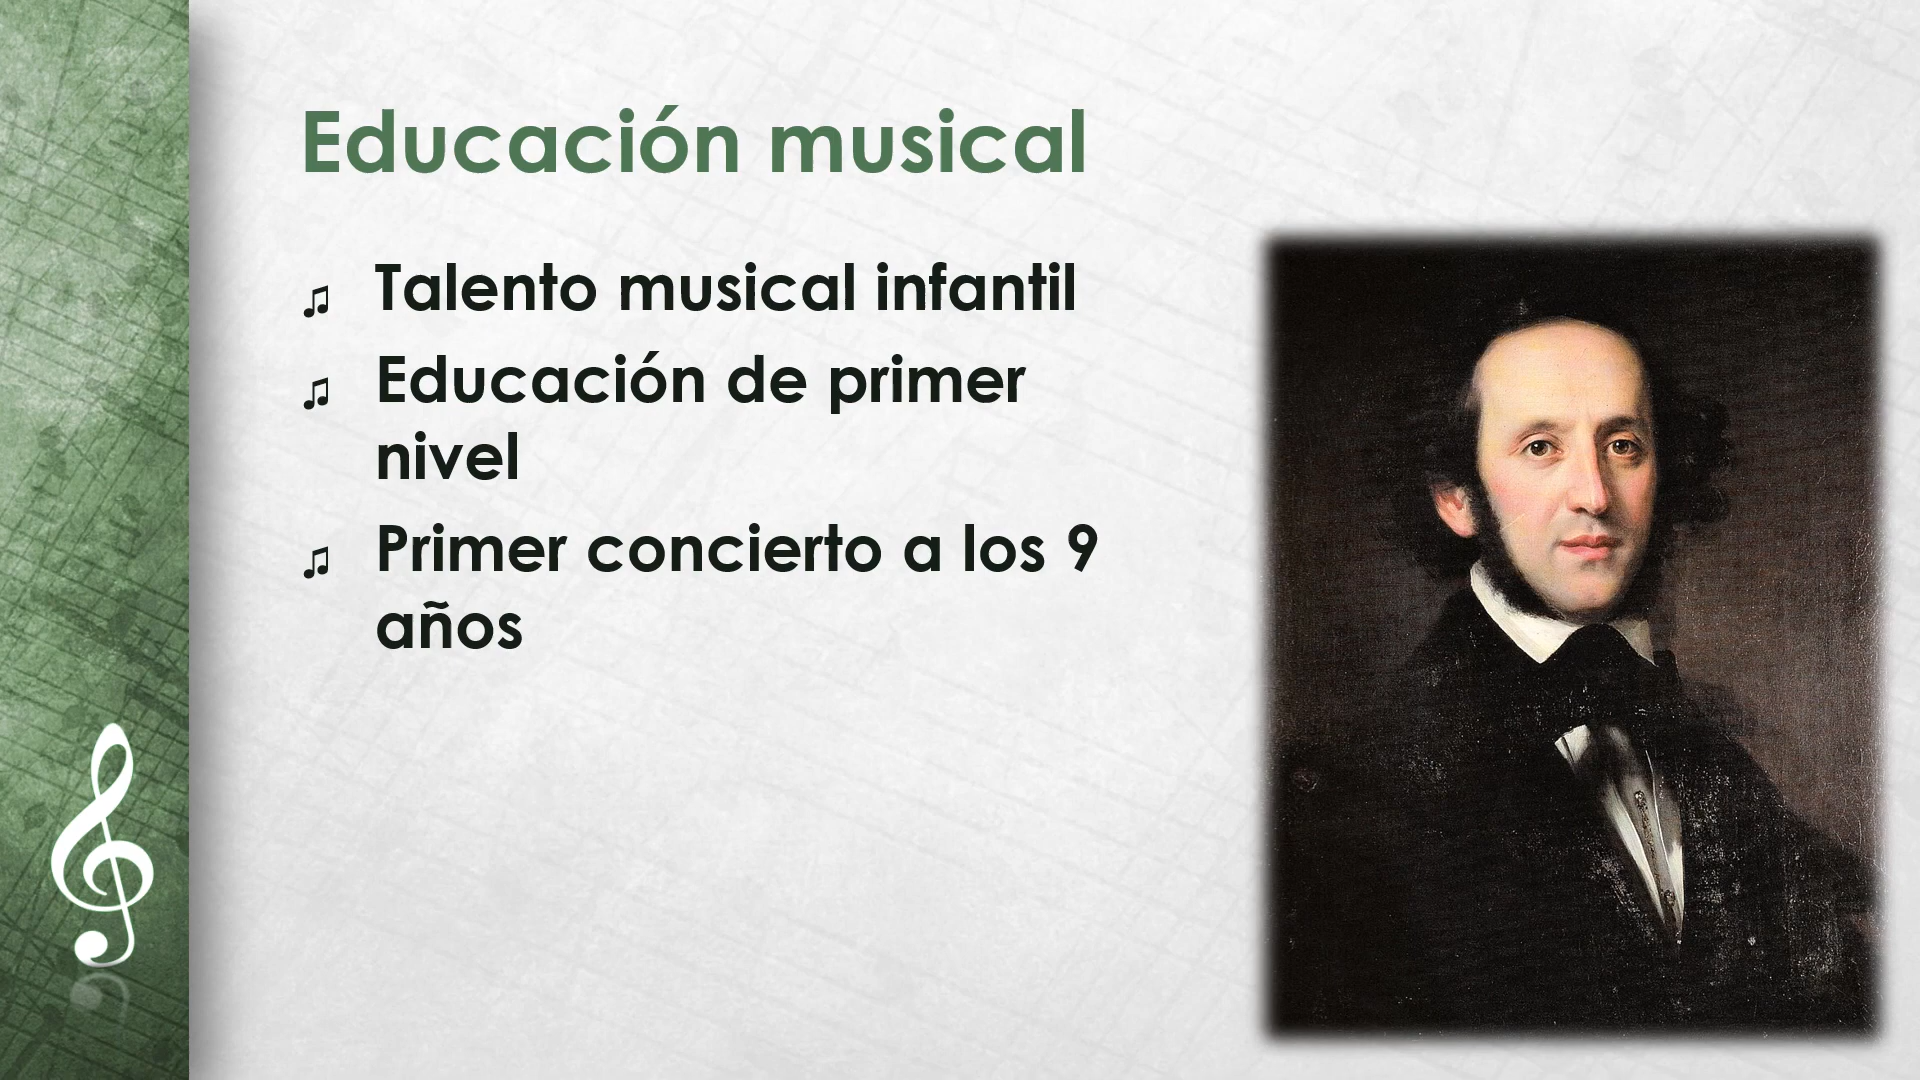 Educación musical
♫ Talento musical infantil
♫ Educación de primer
nivel
♫ Primer concierto a los 9
años